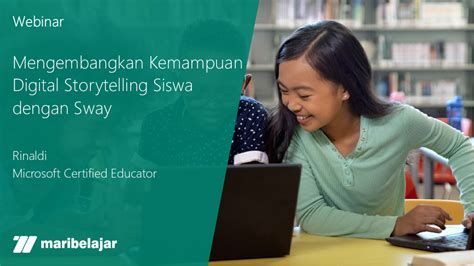 Webinar
Mengembangkan Kemampuan
Digital Storytelling Siswa
dengan Sway
Rinaldi
Microsoft Certified Educator
maribelajar